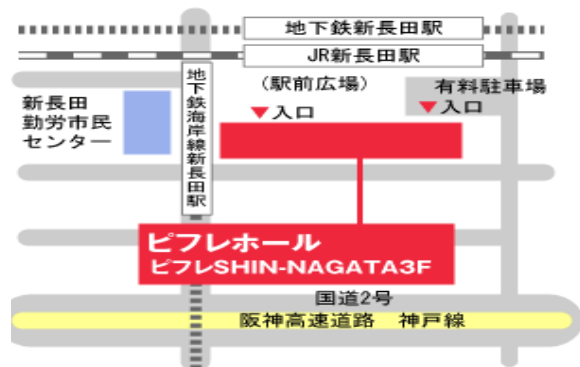 地下鉄新長田駅
JR新長田駅
(駅前広場)
有料駐車場
▼入口
▼入口
新長田
勤労市民
センター
地下鉄海岸線新長田駅
ピフレホール
ピフレSHIN-NAGATA3F
国道2号
阪神高速道路　神戸線